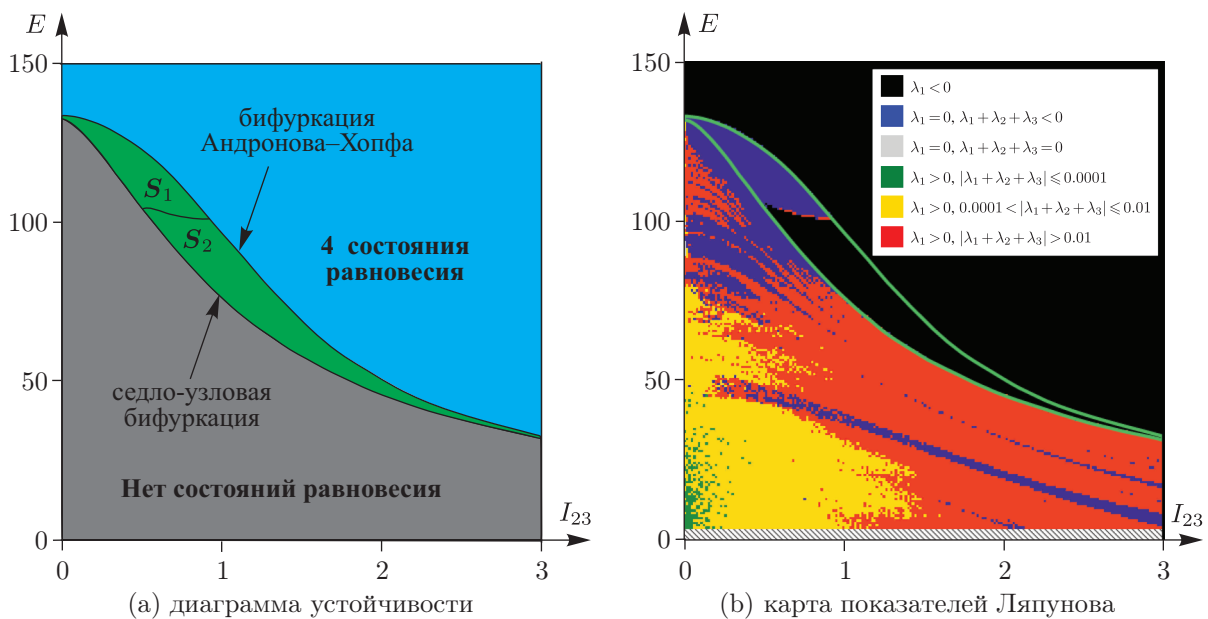 E
150
100
50
0
0 1 2 3
I₂₃
бифуркация
Андронова–Хопфа
S₁
S₂
4 состояния
равновесия
седло-узловая
бифуркация
Нет состояний равновесия
(a) диаграмма устойчивости
E
150
100
50
0
0 1 2 3
I₂₃
λ₁<0
λ₁=0, λ₁+λ₂+λ₃<0
λ₁=0, λ₁+λ₂+λ₃=0
λ₁>0, |λ₁+λ₂+λ₃|⩽0.0001
λ₁>0, 0.0001<|λ₁+λ₂+λ₃|⩽0.01
λ₁>0, |λ₁+λ₂+λ₃|>0.01
(b) карта показателей Ляпунова